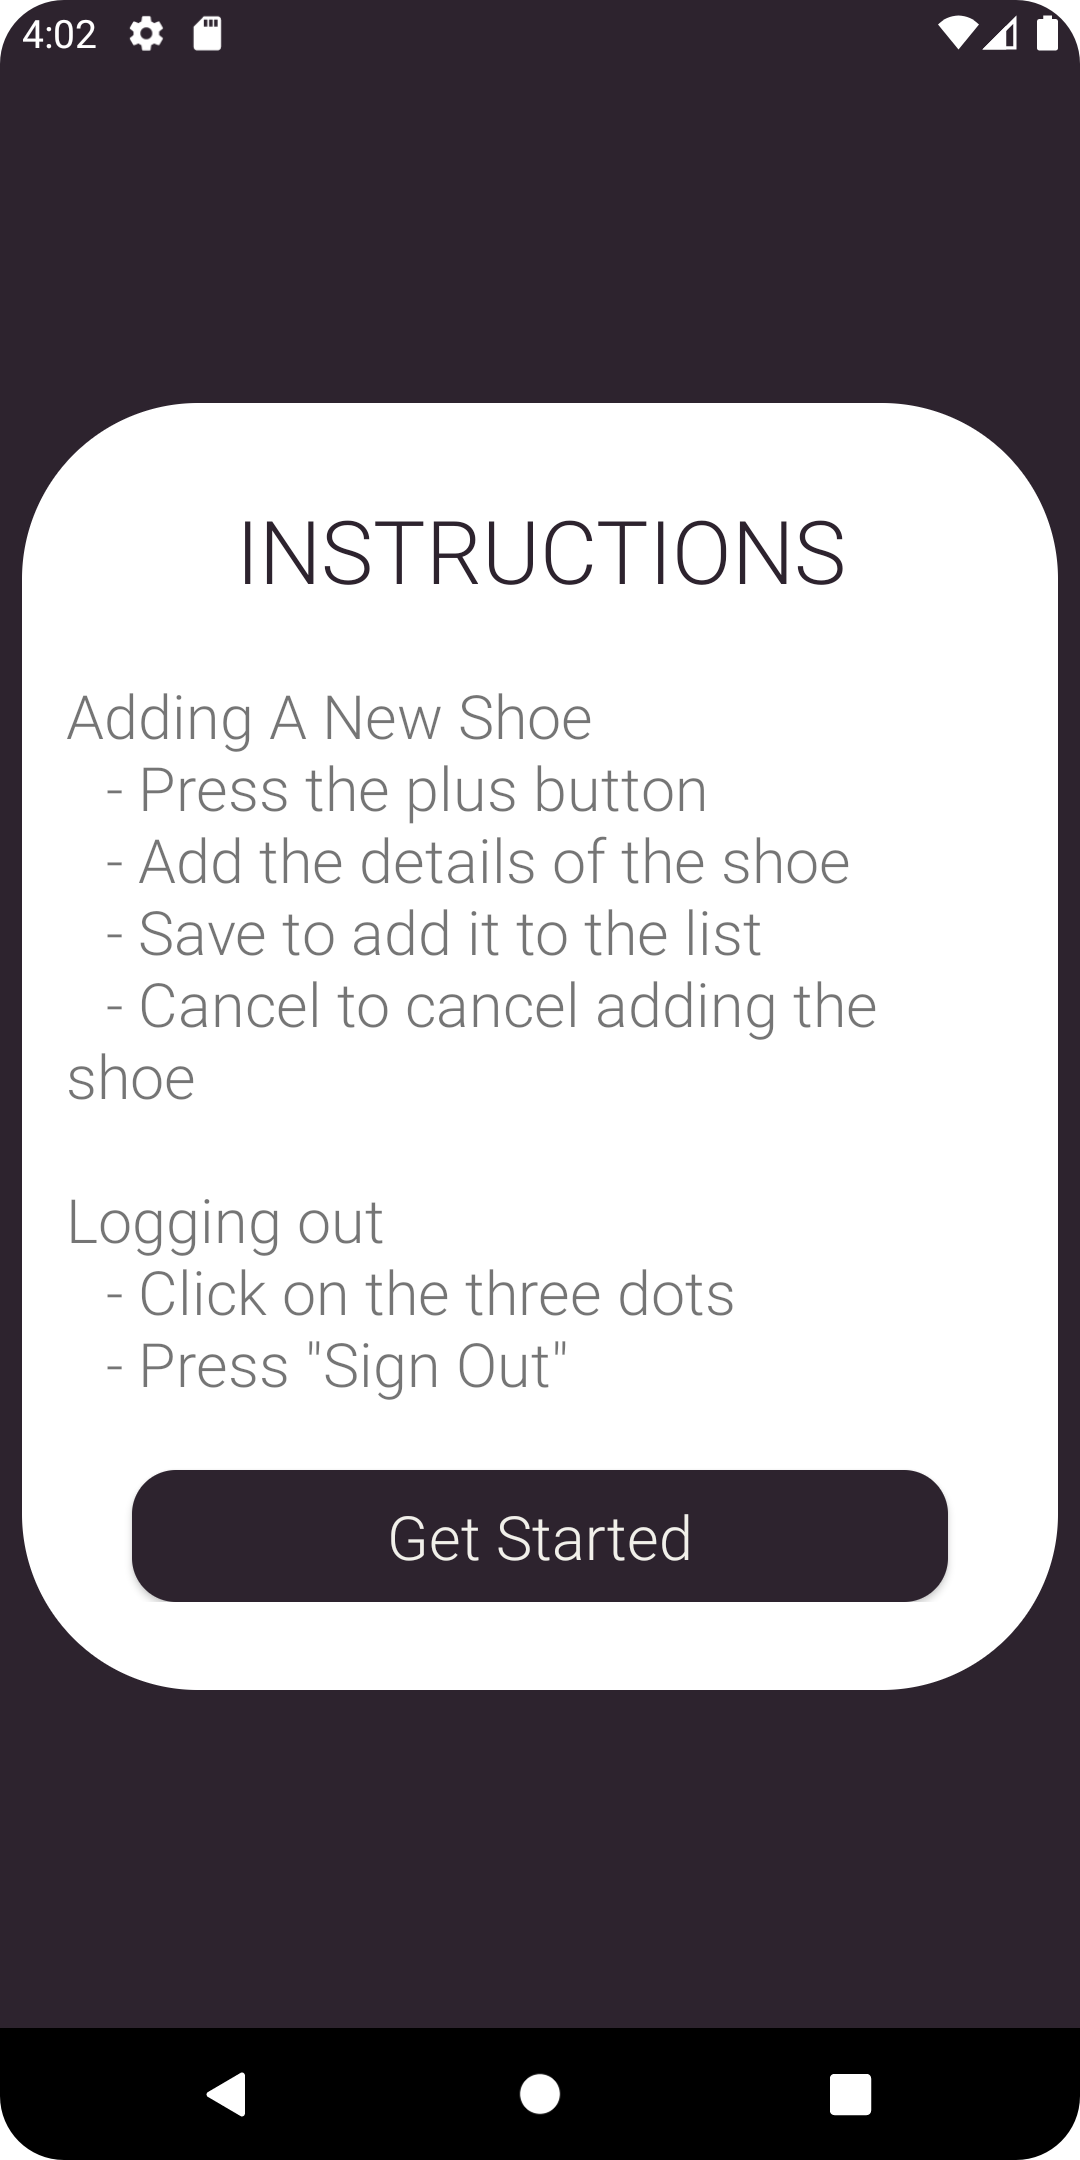 4:02
INSTRUCTIONS
Adding A New Shoe
- Press the plus button
- Add the details of the shoe
- Save to add it to the list
- Cancel to cancel adding the
shoe
Logging out
- Click on the three dots
- Press "Sign Out"
Get Started